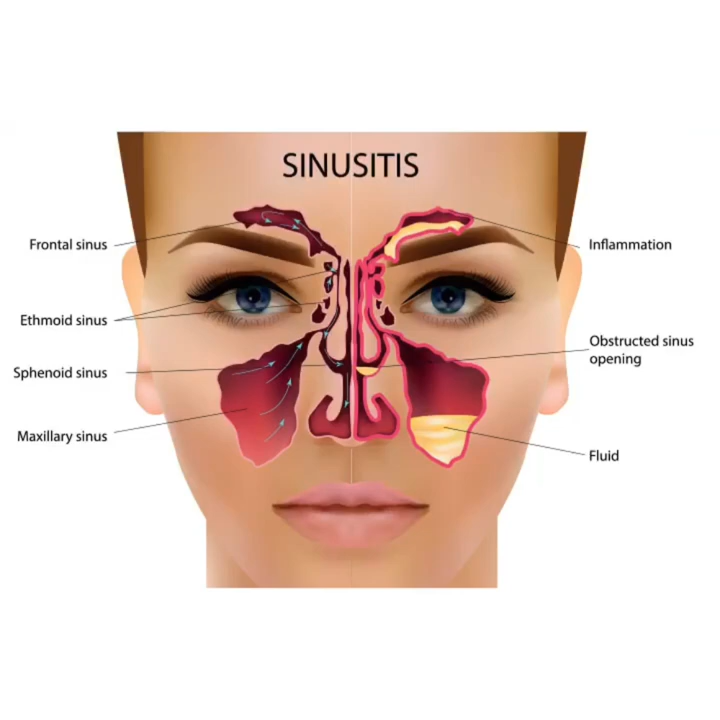 SINUSITIS
Frontal sinus
Ethmoid sinus
Sphenoid sinus
Maxillary sinus
Inflammation
Obstructed sinus
opening
Fluid